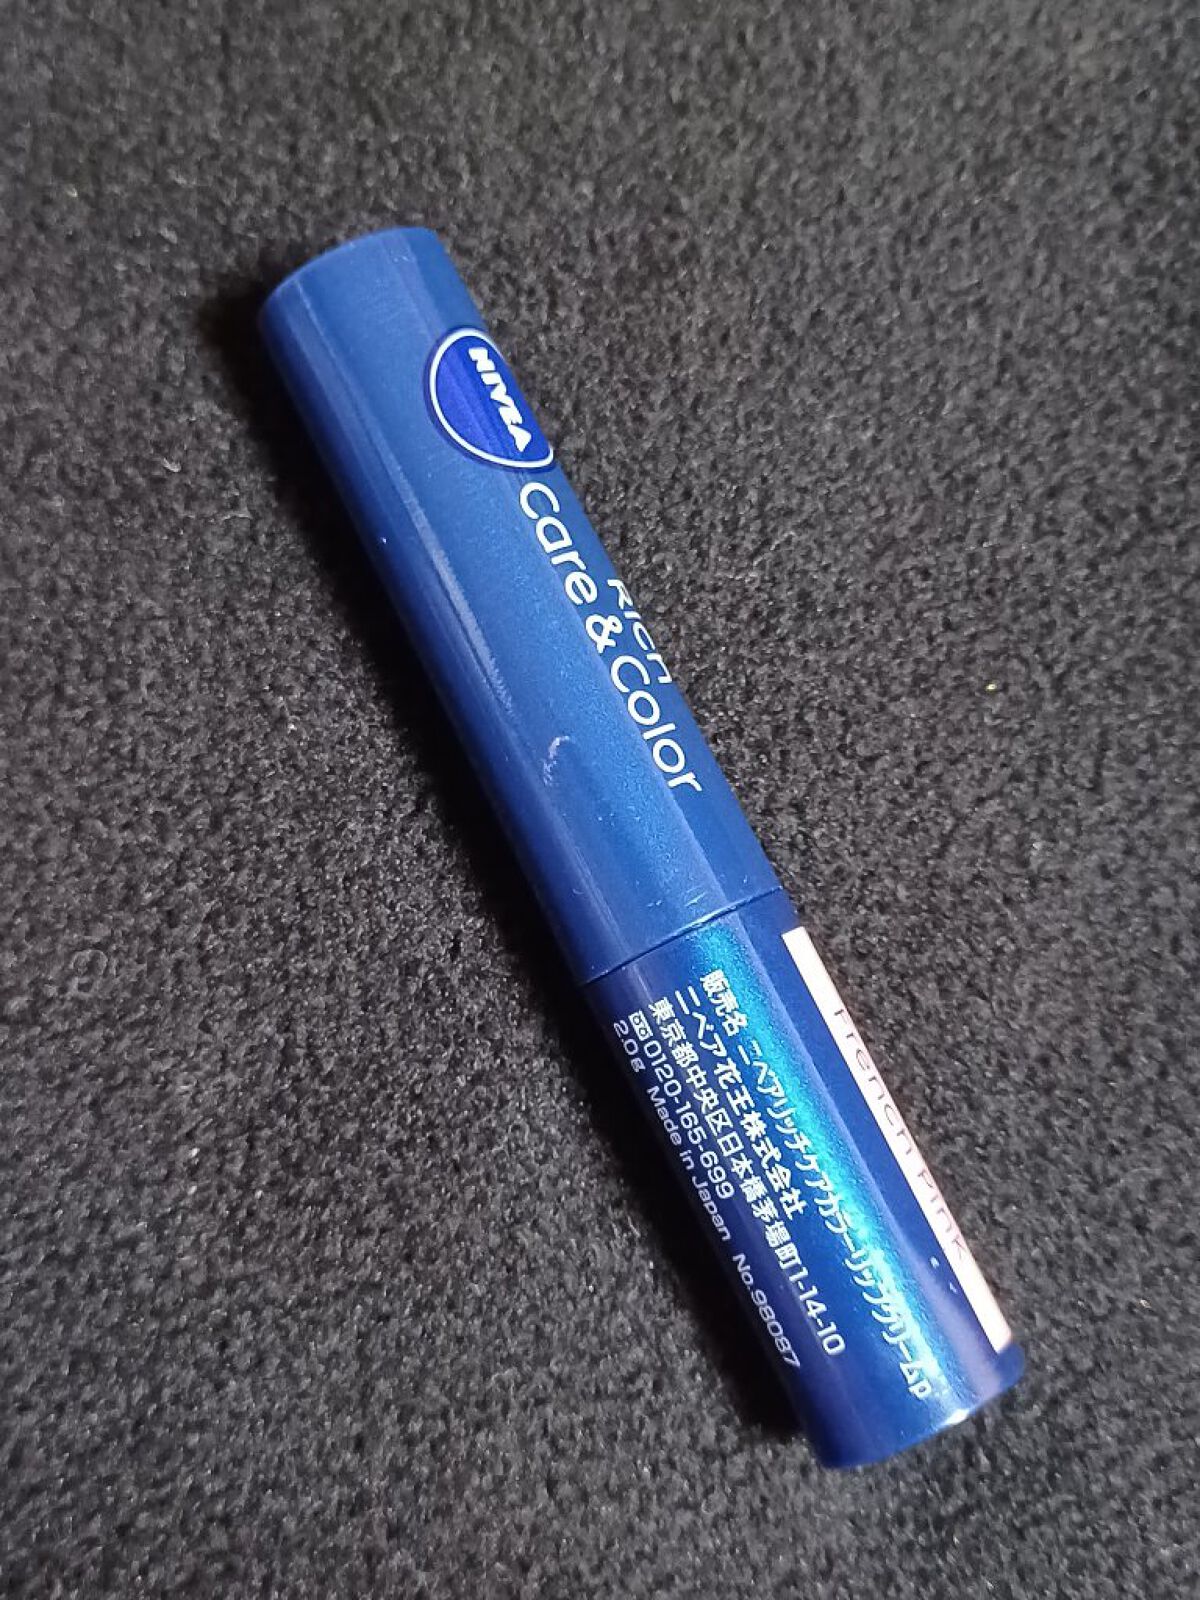 NIVEA
RICH
Care & Color
French Pink
販売名 ニベアリッチケアカラーリップクリームp
ニベア花王株式会社
東京都中央区日本橋茅場町1-14-10
0120-165-699
2.0g Made in Japan No.98087